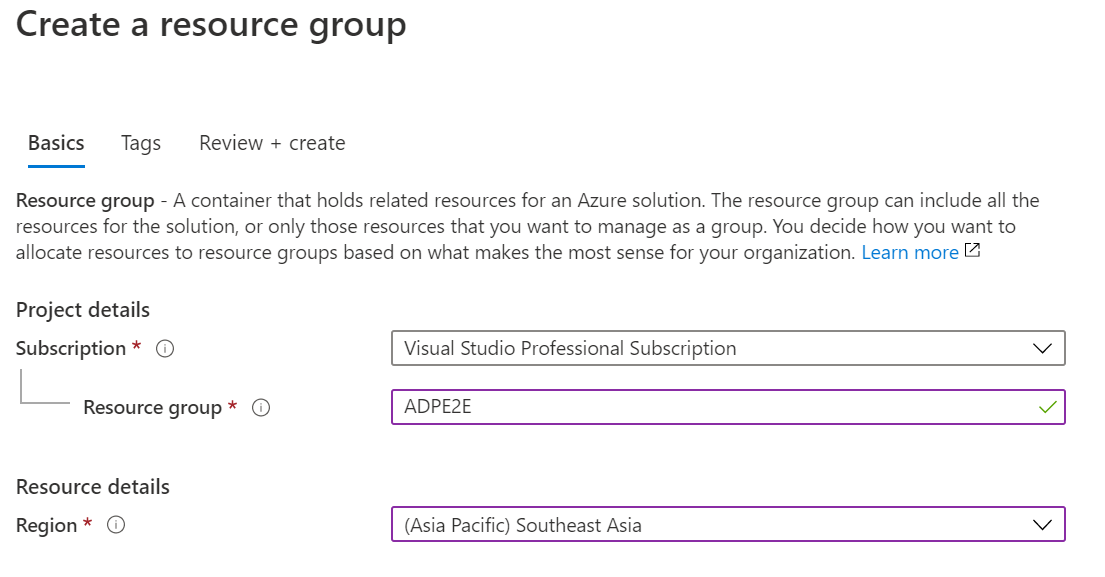 Create a resource group
Basics Tags Review + create
Resource group - A container that holds related resources for an Azure solution. The resource group can include all the
resources for the solution, or only those resources that you want to manage as a group. You decide how you want to
allocate resources to resource groups based on what makes the most sense for your organization. Learn more
Project details
Subscription * Visual Studio Professional Subscription
Resource group * ADPE2E
Resource details
Region * (Asia Pacific) Southeast Asia